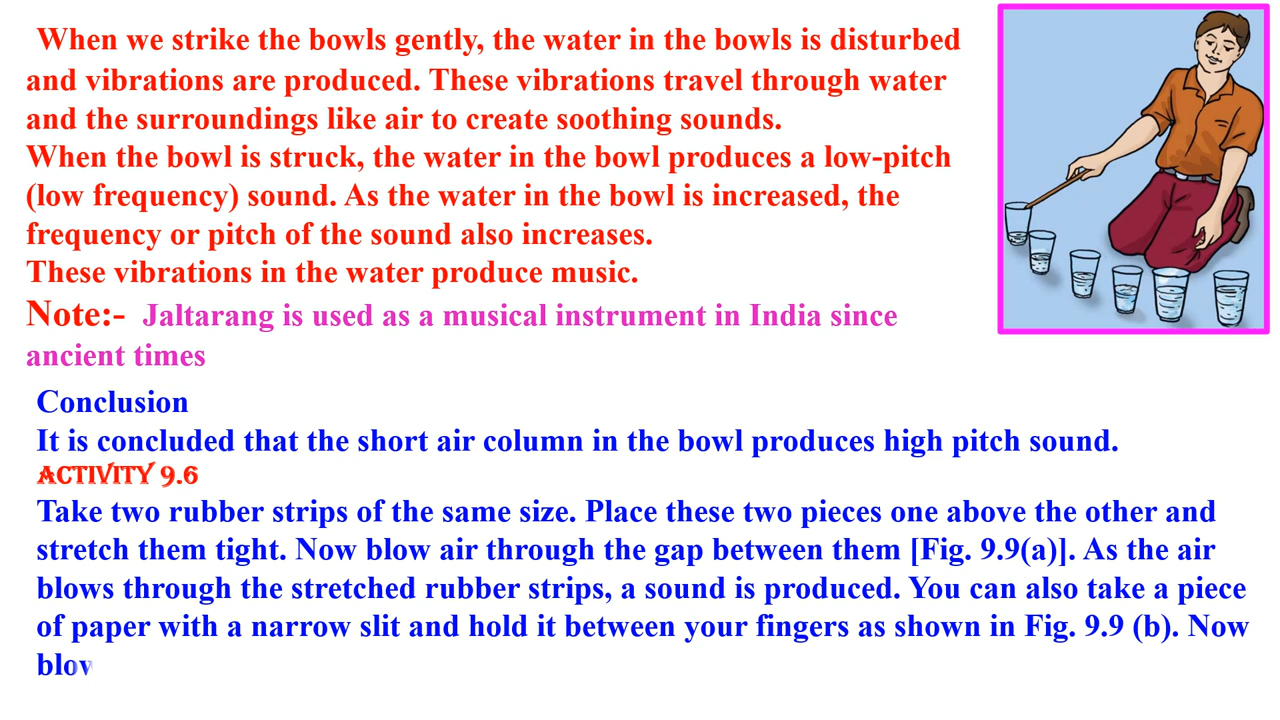 When we strike the bowls gently, the water in the bowls is disturbed
and vibrations are produced. These vibrations travel through water
and the surroundings like air to create soothing sounds.
When the bowl is struck, the water in the bowl produces a low-pitch
(low frequency) sound. As the water in the bowl is increased, the
frequency or pitch of the sound also increases.
These vibrations in the water produce music.
Note:- Jaltarang is used as a musical instrument in India since
ancient times
Conclusion
It is concluded that the short air column in the bowl produces high pitch sound.
ACTIVITY 9.6
Take two rubber strips of the same size. Place these two pieces one above the other and
stretch them tight. Now blow air through the gap between them [Fig. 9.9(a)]. As the air
blows through the stretched rubber strips, a sound is produced. You can also take a piece
of paper with a narrow slit and hold it between your fingers as shown in Fig. 9.9 (b). Now